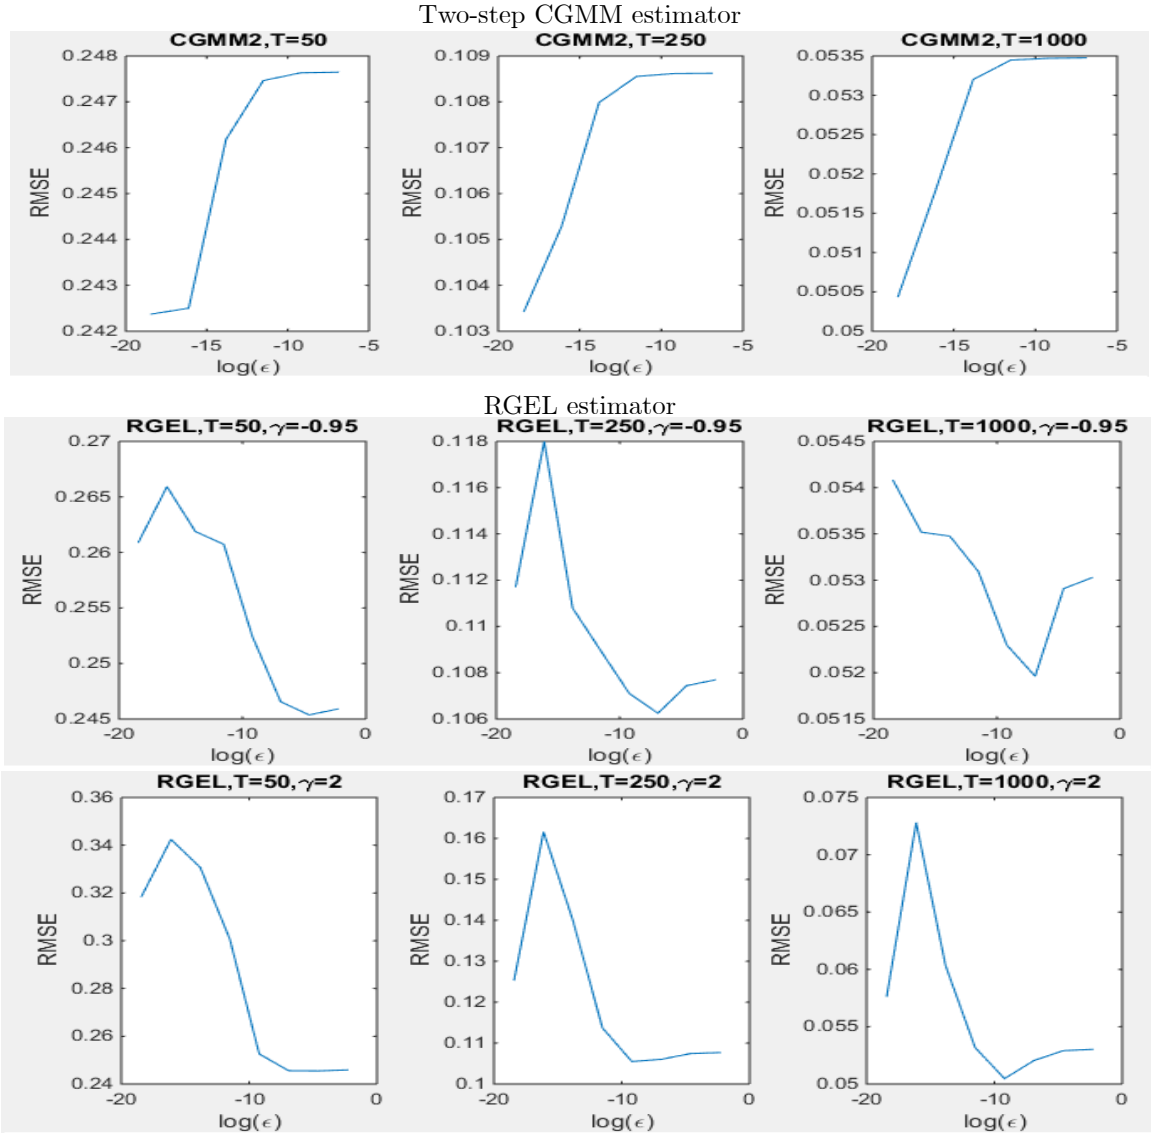 Two-step CGMM estimator
CGMM2,T=50
0.248
0.247
0.246
0.245
0.244
0.243
0.242
RMSE
-20 -15 -10 -5
log(ϵ)
CGMM2,T=250
0.109
0.108
0.107
0.106
0.105
0.104
0.103
RMSE
-20 -15 -10 -5
log(ϵ)
CGMM2,T=1000
0.0535
0.053
0.0525
0.052
0.0515
0.051
0.0505
0.05
RMSE
-20 -15 -10 -5
log(ϵ)
RGEL estimator
RGEL,T=50,γ=-0.95
0.27
0.265
0.26
0.255
0.25
0.245
RMSE
-20 -10 0
log(ϵ)
RGEL,T=250,γ=-0.95
0.118
0.116
0.114
0.112
0.11
0.108
0.106
RMSE
-20 -10 0
log(ϵ)
RGEL,T=1000,γ=-0.95
0.0545
0.054
0.0535
0.053
0.0525
0.052
0.0515
RMSE
-20 -10 0
log(ϵ)
RGEL,T=50,γ=2
0.36
0.34
0.32
0.3
0.28
0.26
0.24
RMSE
-20 -10 0
log(ϵ)
RGEL,T=250,γ=2
0.17
0.16
0.15
0.14
0.13
0.12
0.11
0.1
RMSE
-20 -10 0
log(ϵ)
RGEL,T=1000,γ=2
0.075
0.07
0.065
0.06
0.055
0.05
RMSE
-20 -10 0
log(ϵ)